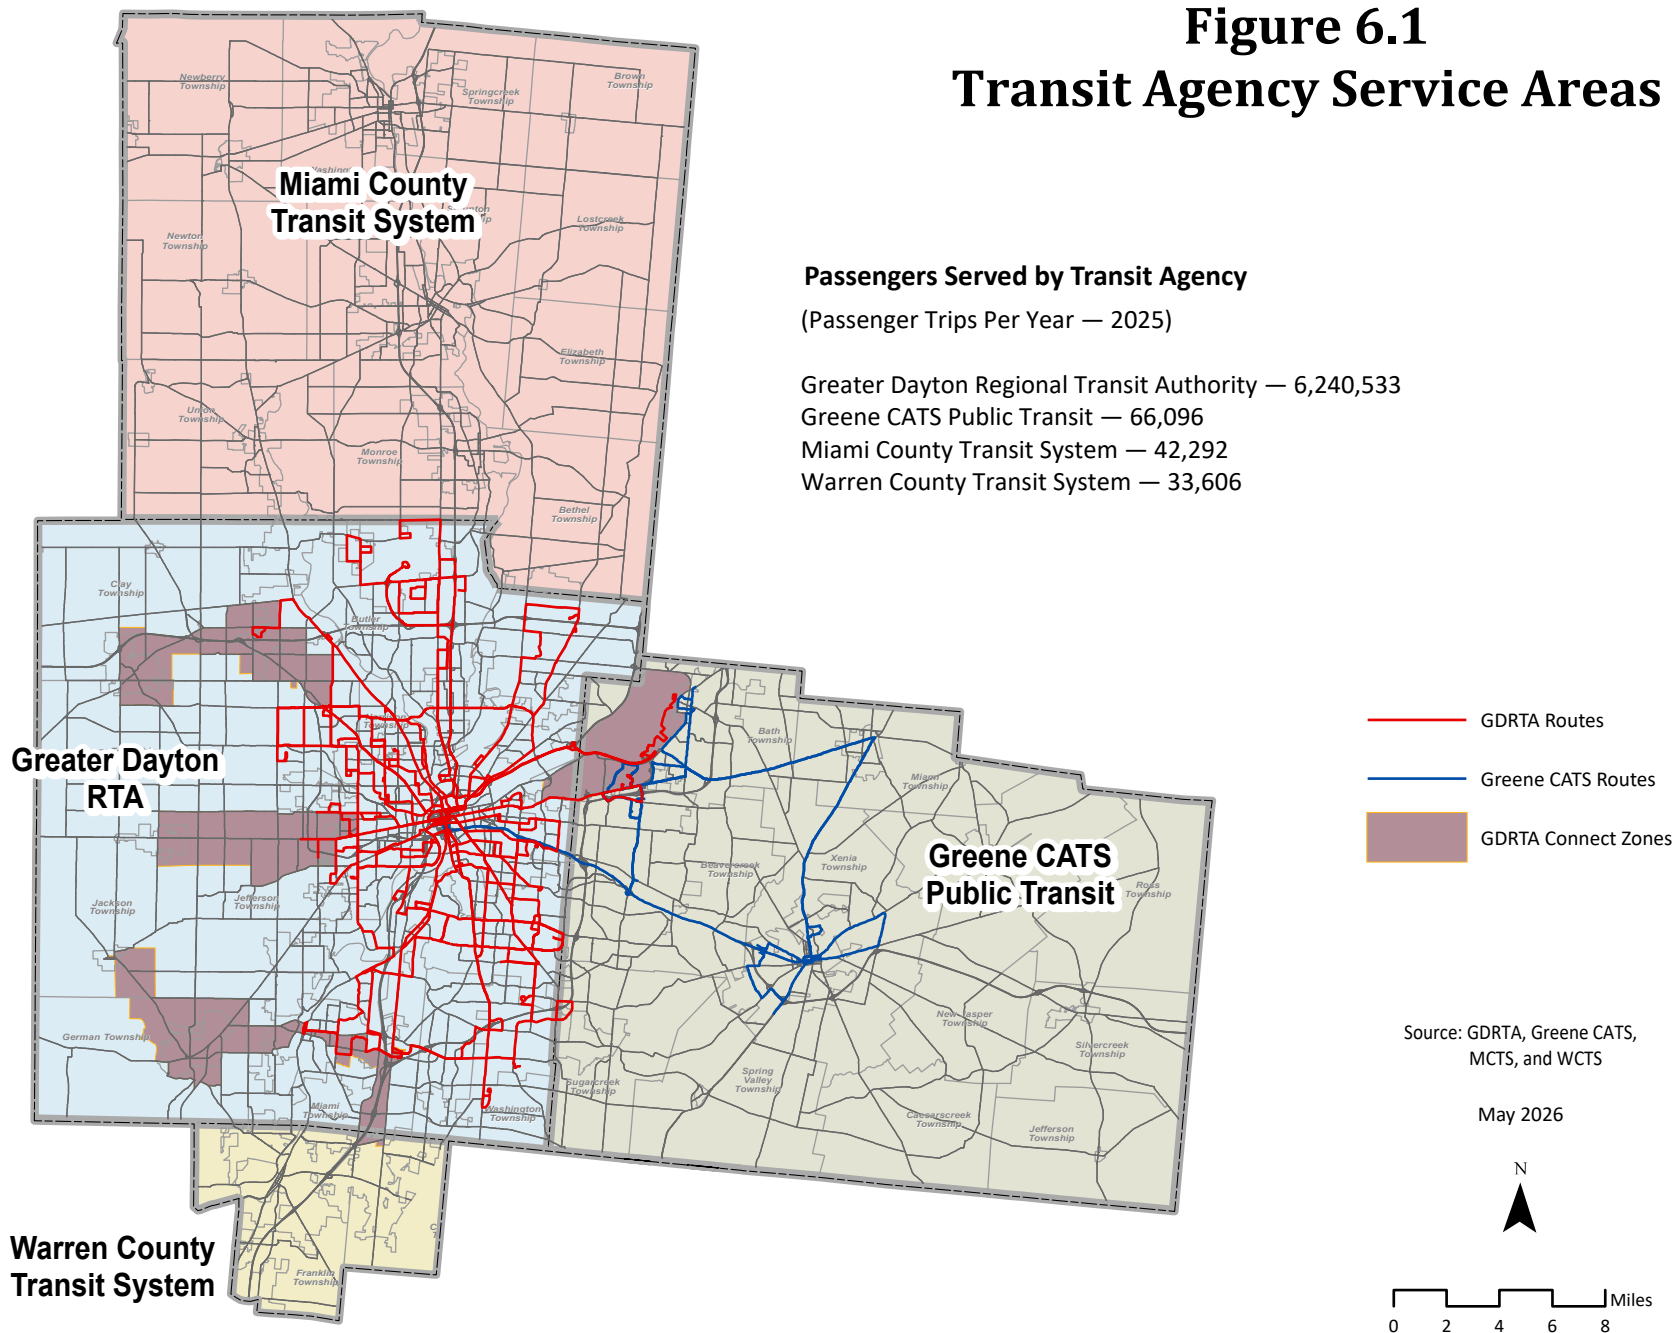 Figure 6.1
Transit Agency Service Areas
Newberry
Township
Brown
Township
Springcreek
Township
Miami County
Transit System
Lostcreek
Township
Newton
Township
Passengers Served by Transit Agency
(Passenger Trips Per Year — 2025)
Greater Dayton Regional Transit Authority — 6,240,533
Greene CATS Public Transit — 66,096
Miami County Transit System — 42,292
Warren County Transit System — 33,606
Elizabeth
Township
Union
Township
Monroe
Township
Bethel
Township
Clay
Township
Butler
Township
Township
Bath
Township
Miami
Township
Greater Dayton
RTA
GDRTA Routes
Greene CATS Routes
GDRTA Connect Zones
Beavercreek
Township
Xenia
Township
Greene CATS
Public Transit
Ross
Township
Jackson
Township
Jefferson
Township
German Township
New Jasper
Township
Silvercreek
Township
Spring
Valley
Township
Sugarcreek
Township
Miami
Township
Washington
Township
Caesarscreek
Township
Jefferson
Township
Source: GDRTA, Greene CATS,
MCTS, and WCTS
May 2026
N
Warren County
Transit System
Franklin
Township
Miles
0 2 4 6 8